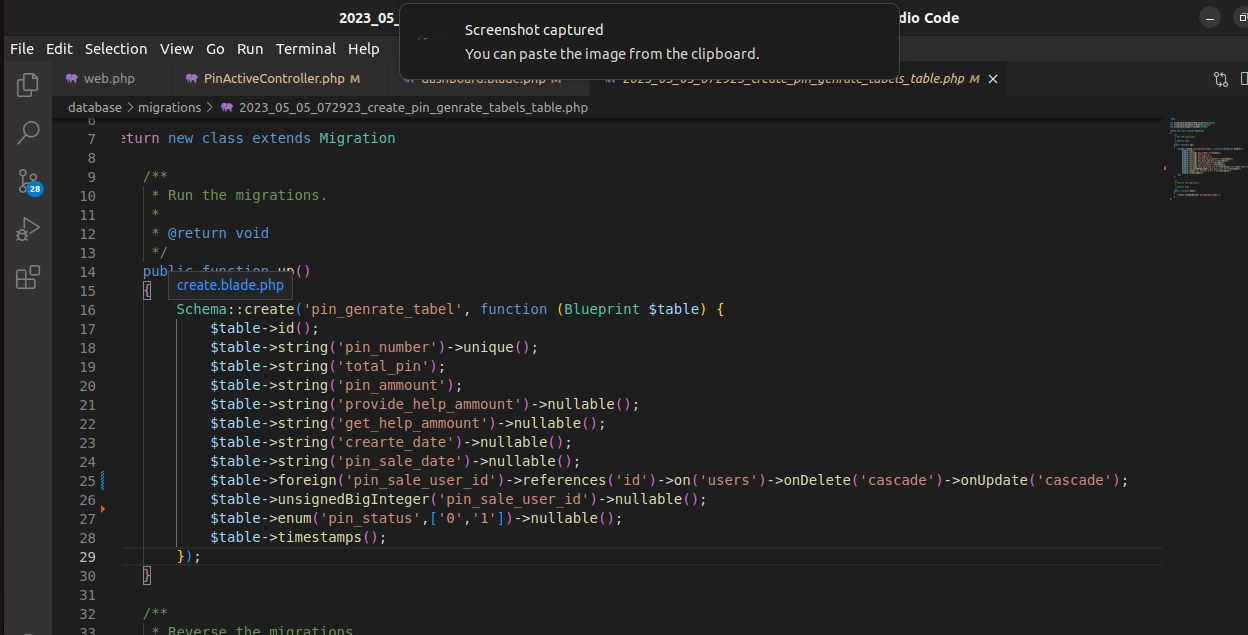 2023_05_
dio Code
Screenshot captured
You can paste the image from the clipboard.
File Edit Selection View Go Run Terminal Help
web.php
PinActiveController.php M
dashboard.blade.php M
2023_05_05_072923_create_pin_genrate_tabels_table.php M
database > migrations > 2023_05_05_072923_create_pin_genrate_tabels_table.php
6
7 eturn new class extends Migration
8
9 /**
10 * Run the migrations.
11 *
12 * @return void
13 */
14 public function up()
create.blade.php
15 {
16 Schema::create('pin_genrate_tabel', function (Blueprint $table) {
17 $table->id();
18 $table->string('pin_number')->unique();
19 $table->string('total_pin');
20 $table->string('pin_ammount');
21 $table->string('provide_help_ammount')->nullable();
22 $table->string('get_help_ammount')->nullable();
23 $table->string('crearte_date')->nullable();
24 $table->string('pin_sale_date')->nullable();
25 $table->foreign('pin_sale_user_id')->references('id')->on('users')->onDelete('cascade')->onUpdate('cascade');
26 $table->unsignedBigInteger('pin_sale_user_id')->nullable();
27 $table->enum('pin_status',['0','1'])->nullable();
28 $table->timestamps();
29 });
30 }
31
32 /**
33 * Reverse the migrations
28